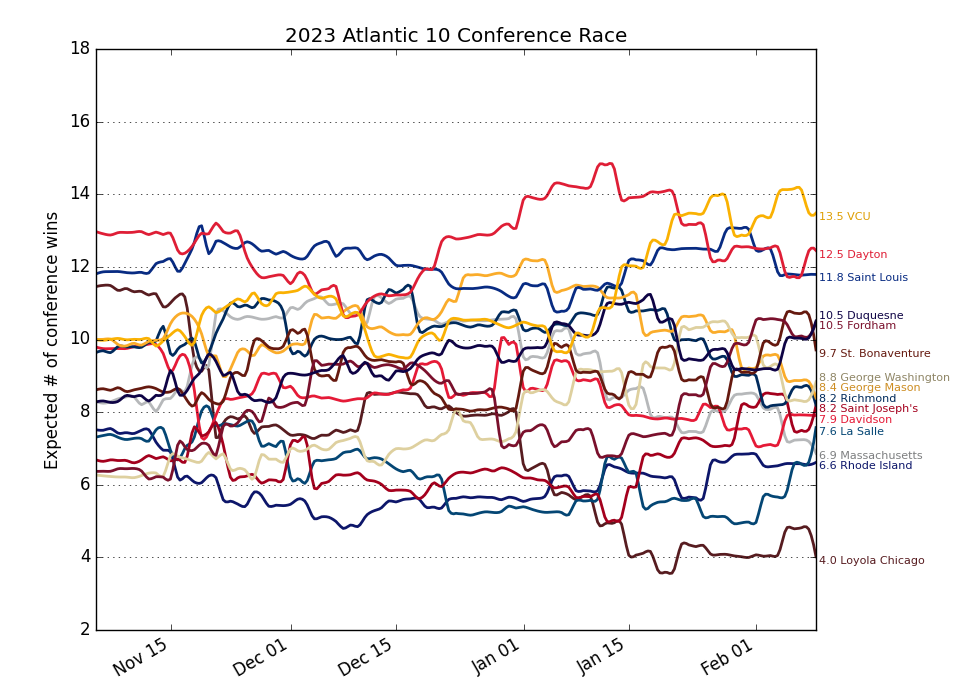 2023 Atlantic 10 Conference Race
Expected # of conference wins
18
16
14
12
10
8
6
4
2
Nov 15
Dec 01
Dec 15
Jan 01
Jan 15
Feb 01
13.5 VCU
12.5 Dayton
11.8 Saint Louis
10.5 Duquesne
10.5 Fordham
9.7 St. Bonaventure
8.8 George Washington
8.4 George Mason
8.2 Richmond
8.2 Saint Joseph's
7.9 Davidson
7.6 La Salle
6.9 Massachusetts
6.6 Rhode Island
4.0 Loyola Chicago